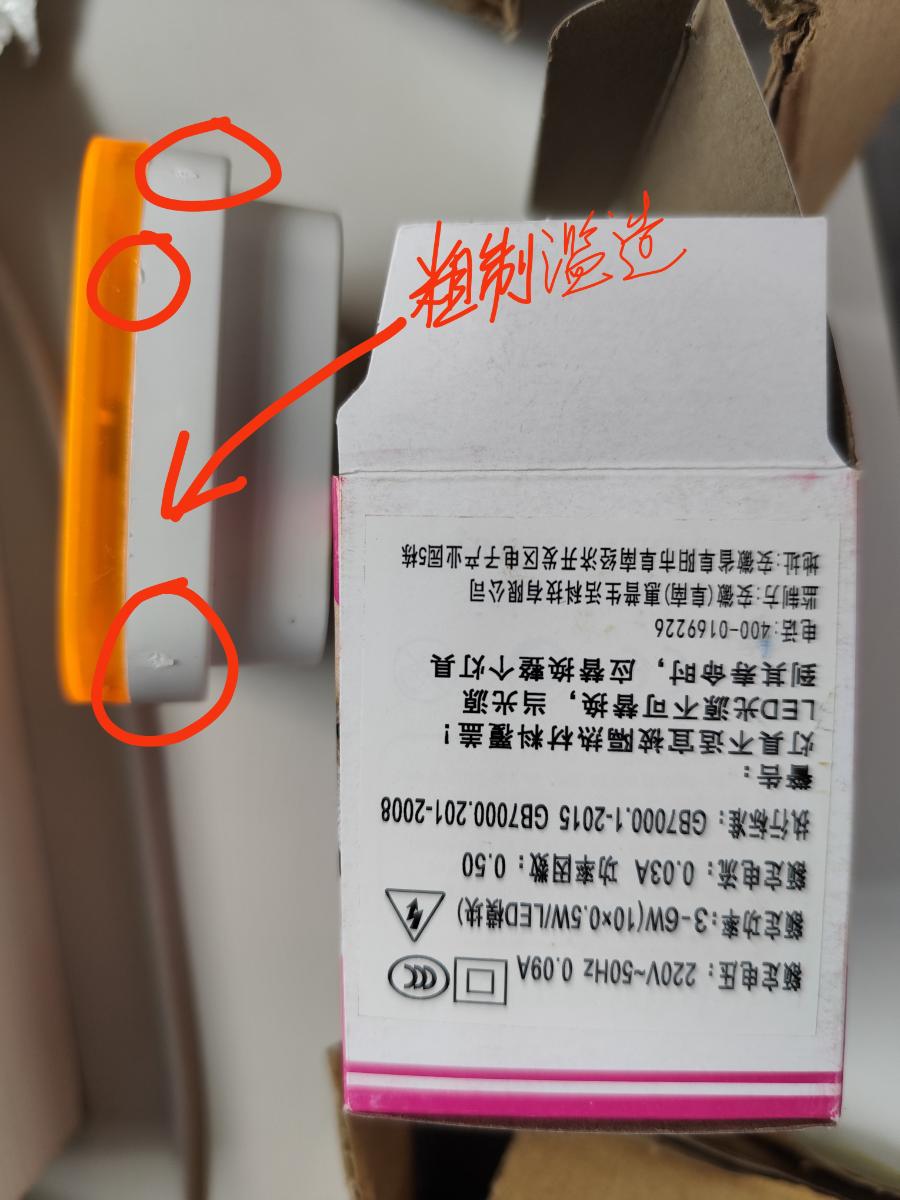 粗制滥造
额定电压：220V~50Hz 0.09A
额定功率：3-6W(10×0.5W/LED模块)
额定电流：0.03A 功率因数：0.50
执行标准：GB7000.1-2015 GB7000.201-2008
警告：
灯具不适宜被隔热材料覆盖！
LED光源不可替换，当光源
到其寿命时，应替换整个灯具
电话：400-0169226
监制方：安徽(阜南)惠普生活科技有限公司
地址：安徽省阜阳市阜南经济开发区电子产业园5栋